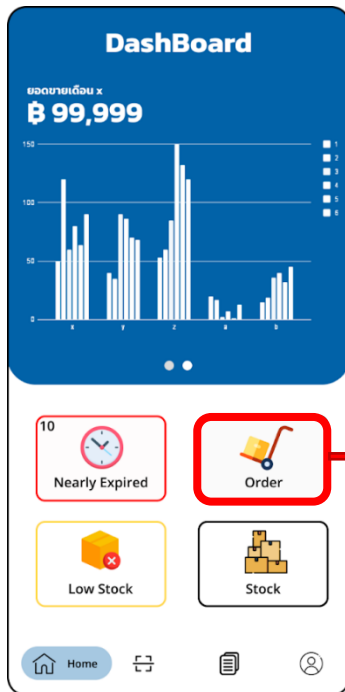 DashBoard
ยอดขายเดือน x
฿ 99,999
150
100
50
0
x y z a b
1
2
3
4
5
6
10
Nearly Expired
Order
Low Stock
Stock
Home